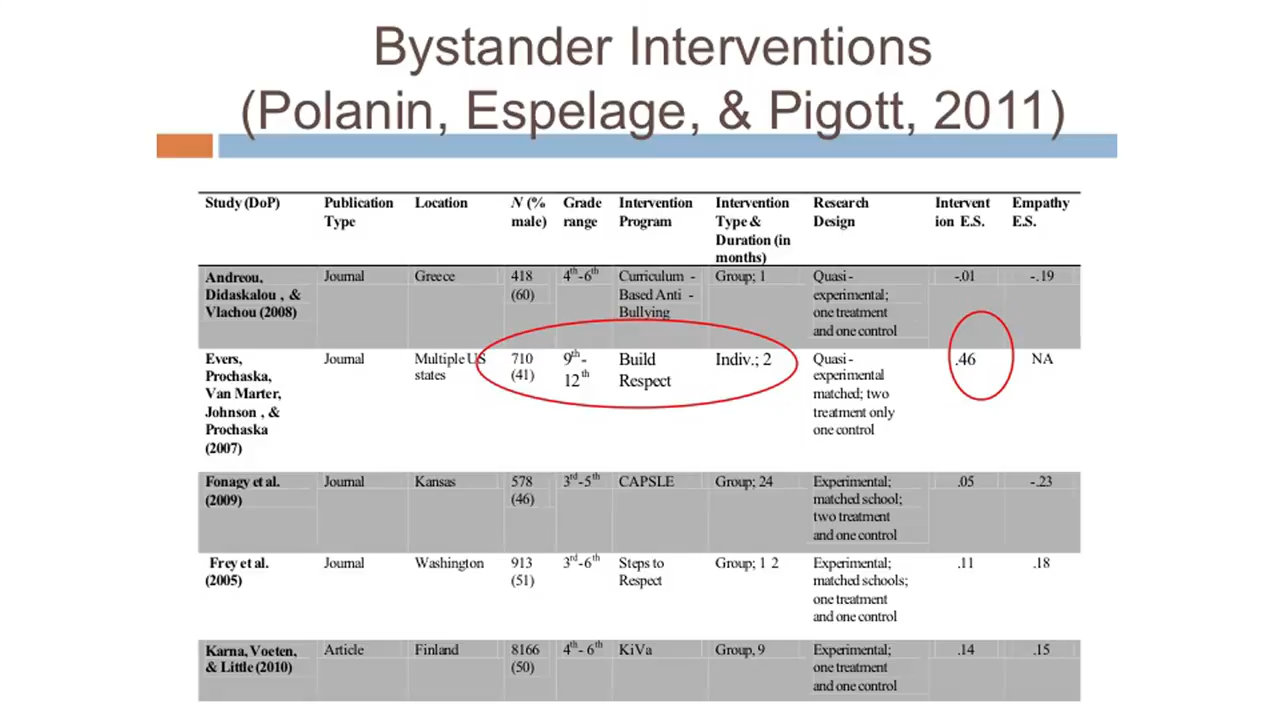 Bystander Interventions
(Polanin, Espelage, & Pigott, 2011)
Study (DoP) Publication Type Location N (% male) Grade range Intervention Program Intervention Type & Duration (in months) Research Design Intervent ion E.S. Empathy E.S.
Andreou, Didaskalou , & Vlachou (2008) Journal Greece 418 (60) 4th-6th Curriculum - Based Anti - Bullying Group; 1 Quasi - experimental; one treatment and one control -.01 -.19
Evers, Prochaska, Van Marter, Johnson , & Prochaska (2007) Journal Multiple US states 710 (41) 9th - 12th Build Respect Indiv.; 2 Quasi - experimental matched; two treatment only one control .46 NA
Fonagy et al. (2009) Journal Kansas 578 (46) 3rd-5th CAPSLE Group; 24 Experimental; matched school; two treatment and one control .05 -.23
Frey et al. (2005) Journal Washington 913 (51) 3rd-6th Steps to Respect Group; 1 2 Experimental; matched schools; one treatment and one control .11 .18
Karna, Voeten, & Little (2010) Article Finland 8166 (50) 4th- 6th KiVa Group, 9 Experimental; one treatment and one control .14 .15